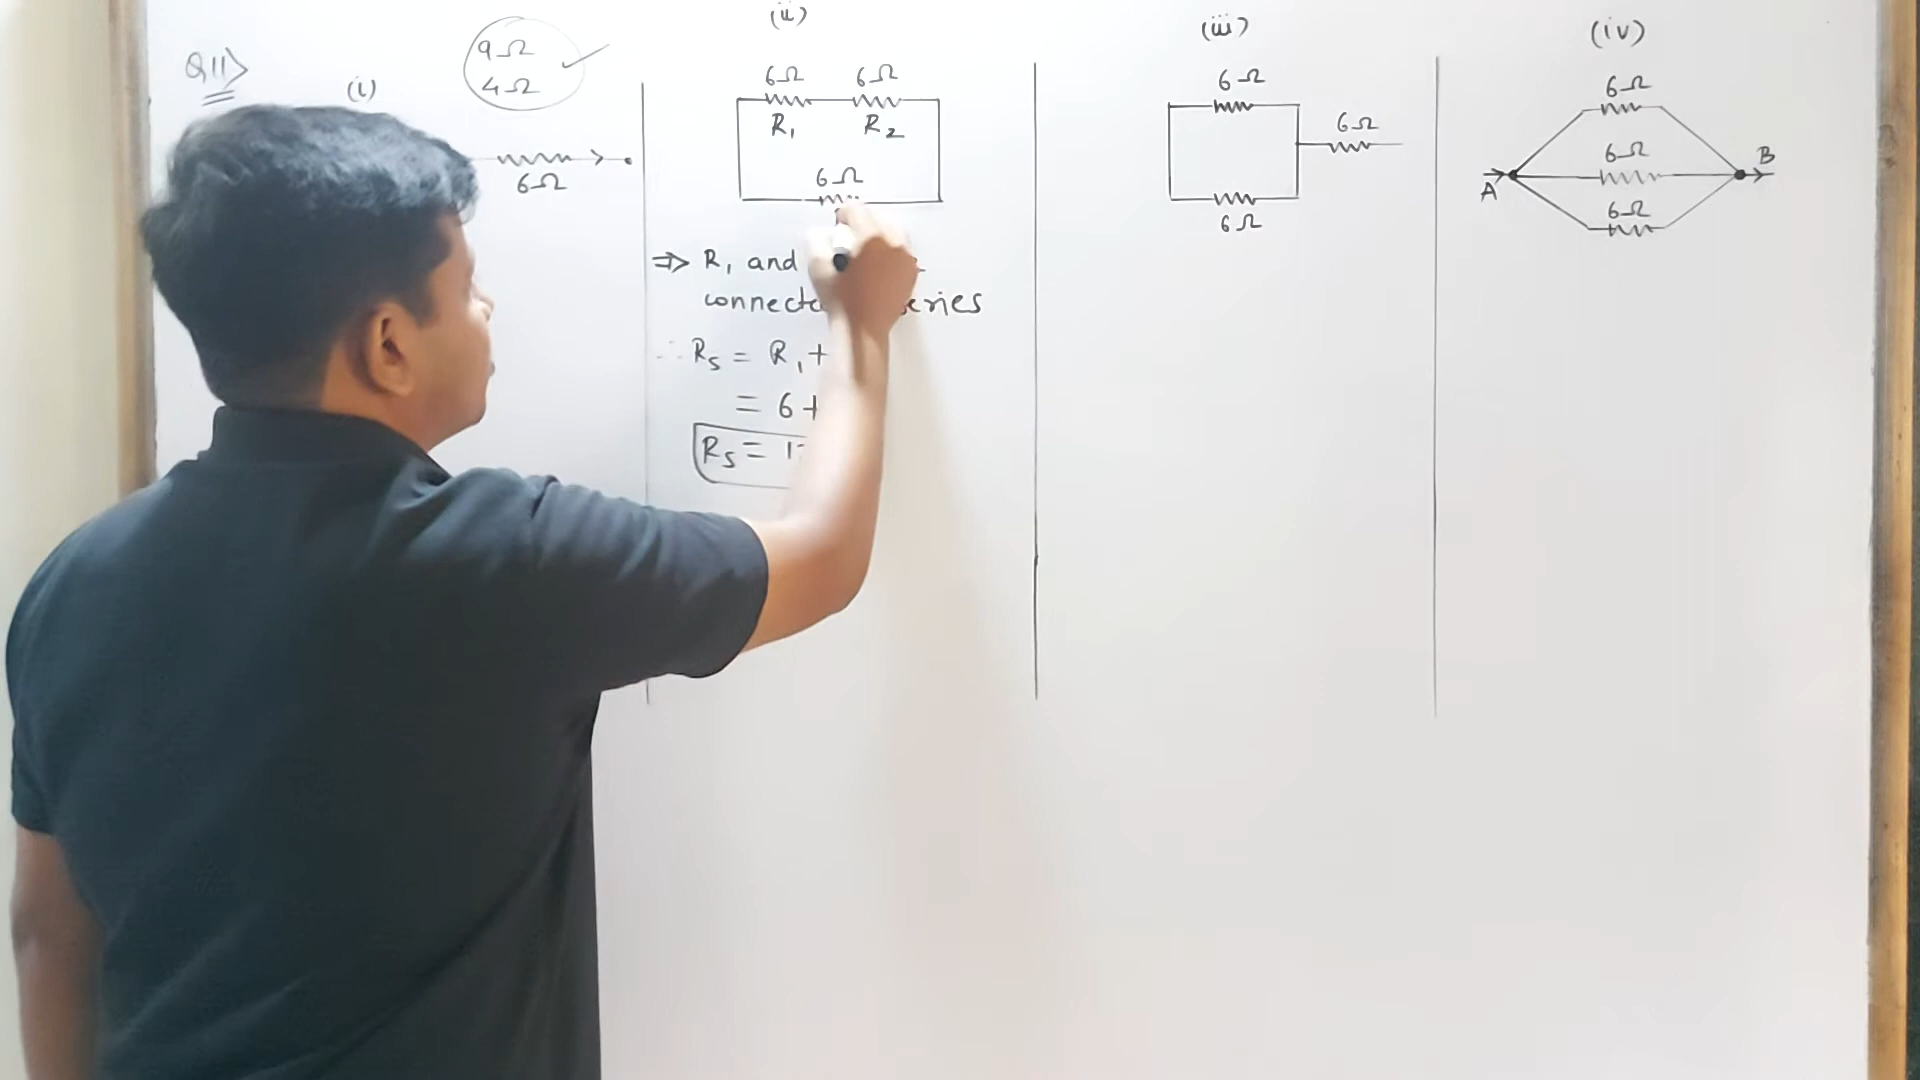 Q11>
(i)
9Ω
4Ω
6Ω
(ii)
6Ω 6Ω
R₁ R₂
6Ω
⇒ R₁ and
connecte eries
∴ Rs = R₁+
= 6+
Rs = 1
(iii)
6Ω
6Ω
6Ω
(iv)
6Ω
6Ω
6Ω
A
B